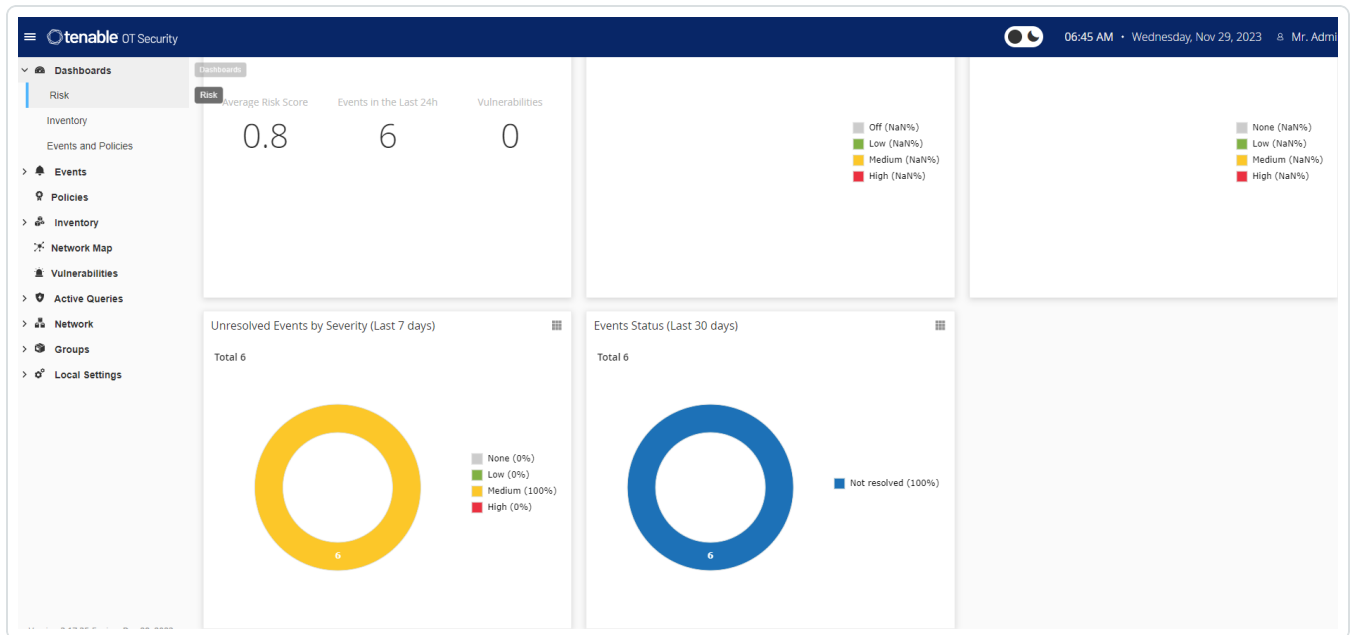 tenable OT Security
06:45 AM • Wednesday, Nov 29, 2023 Mr. Admi
Dashboards
Risk
Inventory
Events and Policies
Events
Policies
Inventory
Network Map
Vulnerabilities
Active Queries
Network
Groups
Local Settings
Dashboards
Risk
Average Risk Score Events in the Last 24h Vulnerabilities
0.8 6 0
Off (NaN%)
Low (NaN%)
Medium (NaN%)
High (NaN%)
None (NaN%)
Low (NaN%)
Medium (NaN%)
High (NaN%)
Unresolved Events by Severity (Last 7 days)
Total 6
6
None (0%)
Low (0%)
Medium (100%)
High (0%)
Events Status (Last 30 days)
Total 6
6
Not resolved (100%)